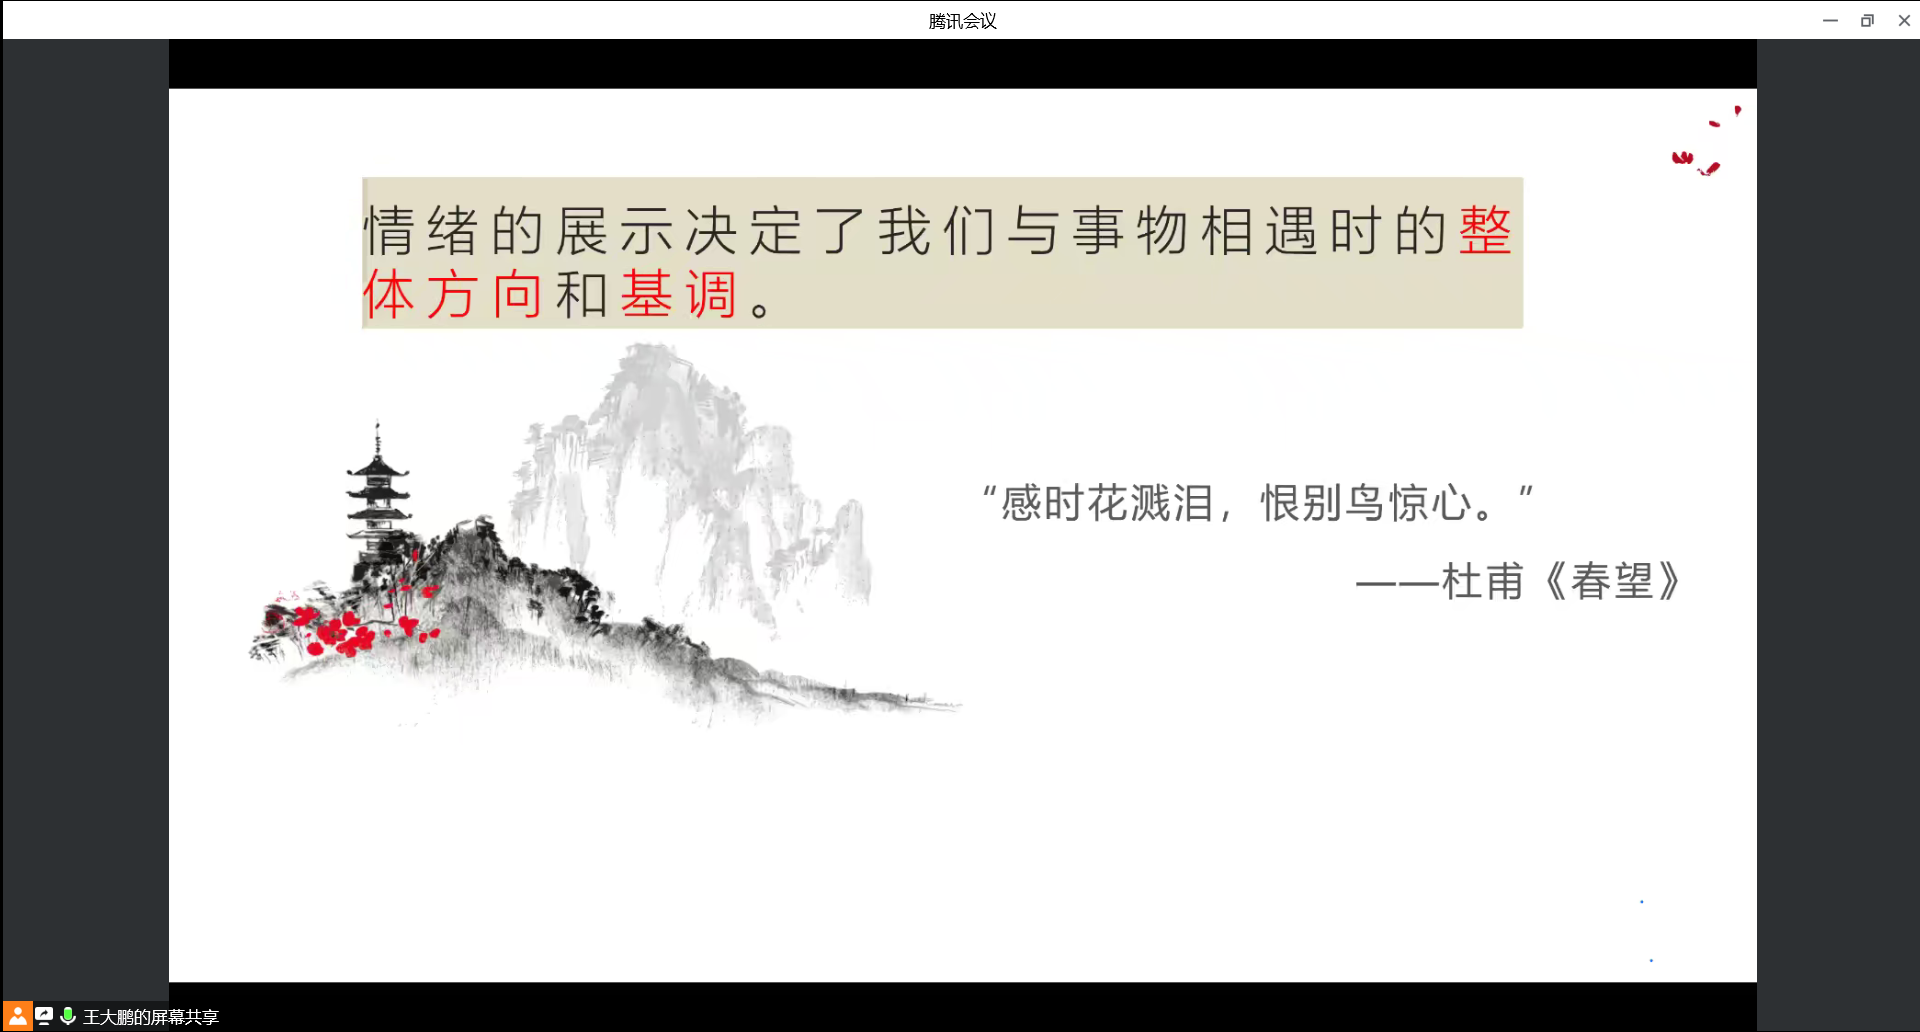 腾讯会议
情绪的展示决定了我们与事物相遇时的整
体方向和基调。
“感时花溅泪，恨别鸟惊心。”
——杜甫《春望》
王大鹏的屏幕共享